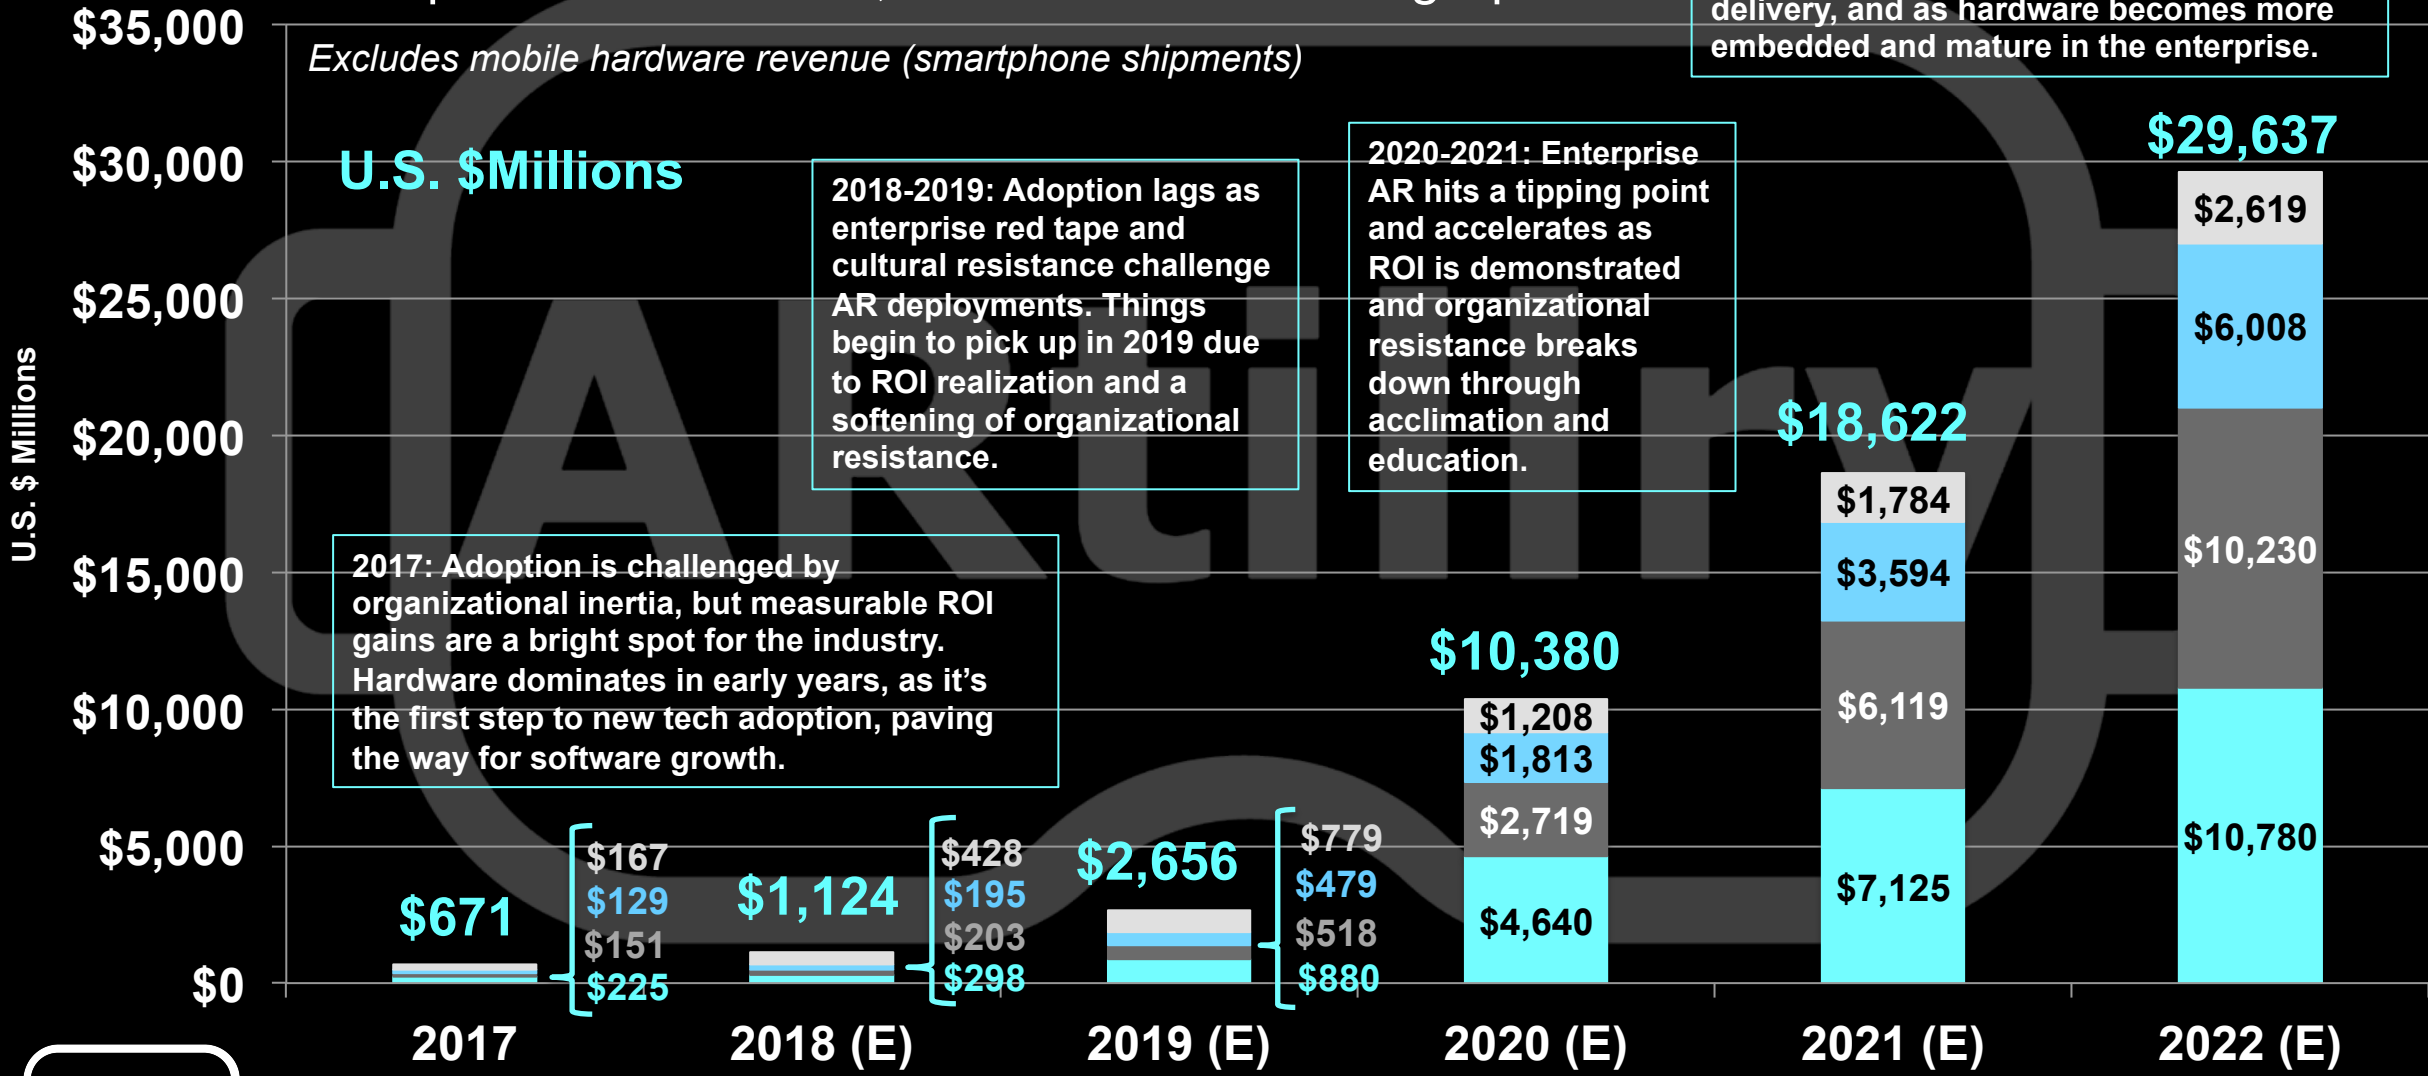 delivery, and as hardware becomes more
embedded and mature in the enterprise.
$35,000
Excludes mobile hardware revenue (smartphone shipments)
$30,000
U.S. $Millions
2018-2019: Adoption lags as
enterprise red tape and
cultural resistance challenge
AR deployments. Things
begin to pick up in 2019 due
to ROI realization and a
softening of organizational
resistance.
2020-2021: Enterprise
AR hits a tipping point
and accelerates as
ROI is demonstrated
and organizational
resistance breaks
down through
acclimation and
education.
$29,637
$2,619
$6,008
$10,230
$10,780
$25,000
$20,000
$15,000
$10,000
$5,000
$0
U.S. $ Millions
ARtillry
2017: Adoption is challenged by
organizational inertia, but measurable ROI
gains are a bright spot for the industry.
Hardware dominates in early years, as it’s
the first step to new tech adoption, paving
the way for software growth.
$18,622
$1,784
$3,594
$6,119
$7,125
$10,380
$1,208
$1,813
$2,719
$4,640
$671
$167
$129
$151
$225
$1,124
$428
$195
$203
$298
$2,656
$779
$479
$518
$880
2017
2018 (E)
2019 (E)
2020 (E)
2021 (E)
2022 (E)